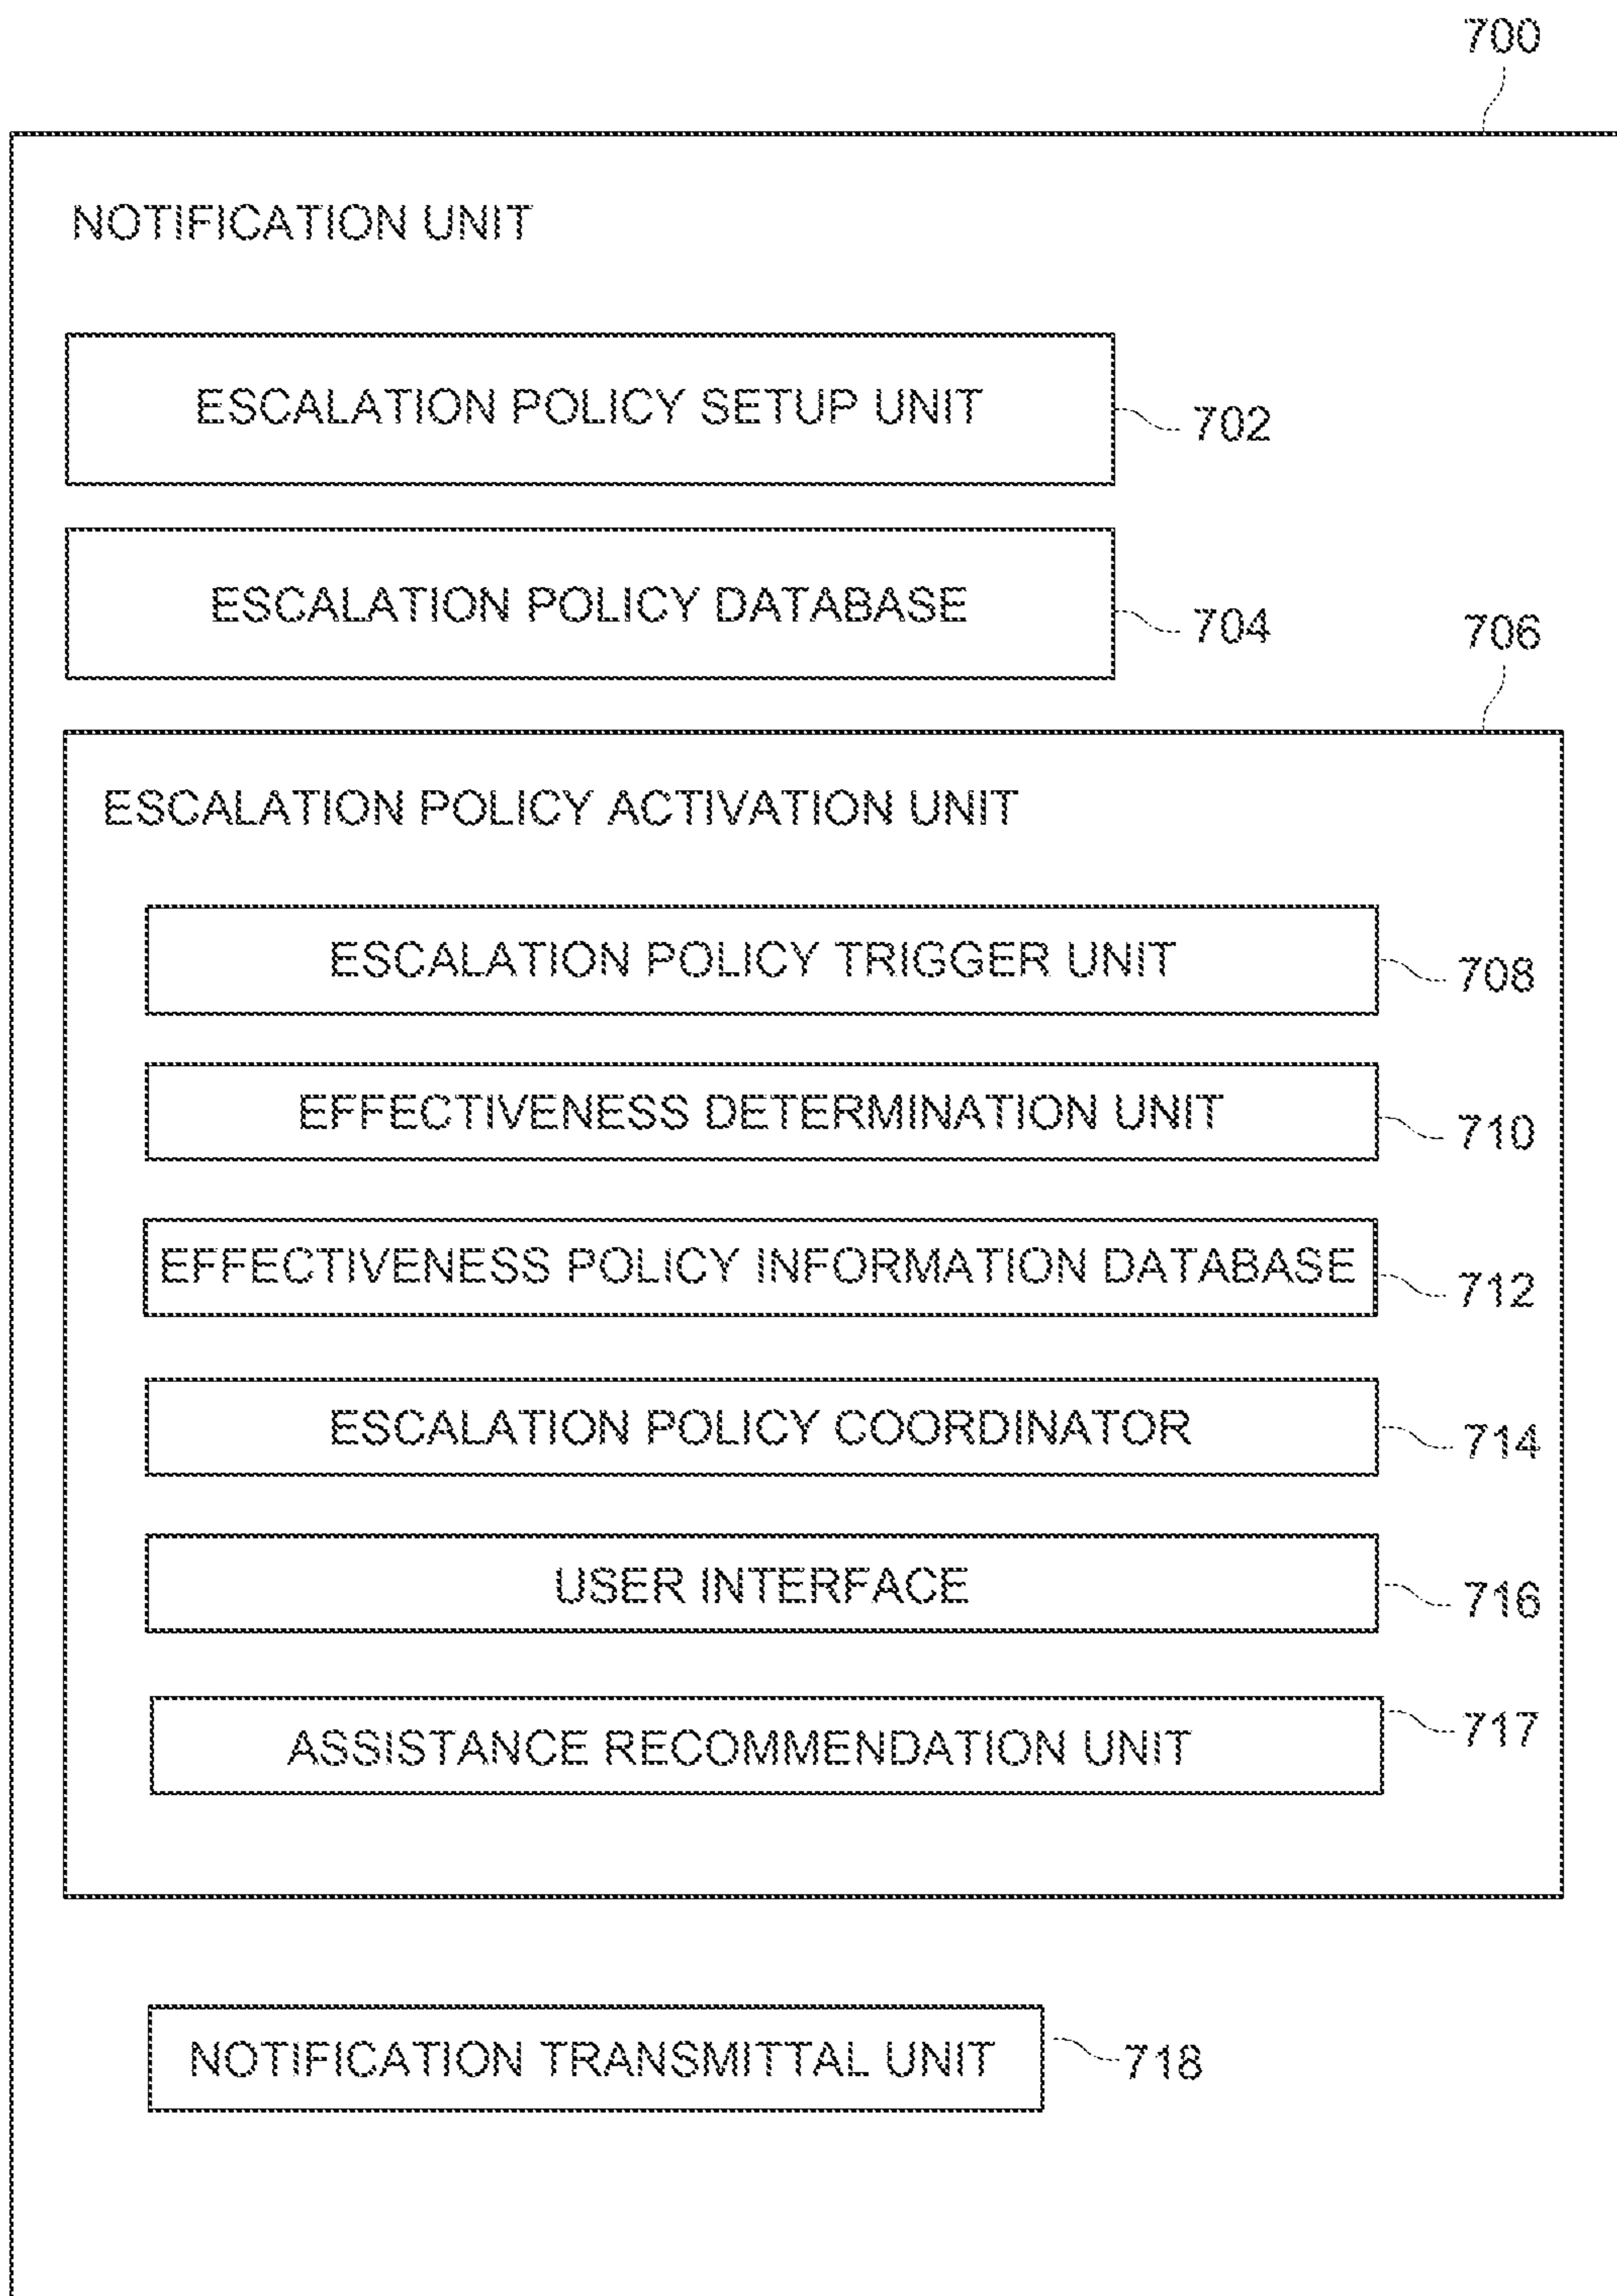 700
NOTIFICATION UNIT
ESCALATION POLICY SETUP UNIT
702
ESCALATION POLICY DATABASE
704
706
ESCALATION POLICY ACTIVATION UNIT
ESCALATION POLICY TRIGGER UNIT
708
EFFECTIVENESS DETERMINATION UNIT
710
EFFECTIVENESS POLICY INFORMATION DATABASE
712
ESCALATION POLICY COORDINATOR
714
USER INTERFACE
716
ASSISTANCE RECOMMENDATION UNIT
717
NOTIFICATION TRANSMITTAL UNIT
718